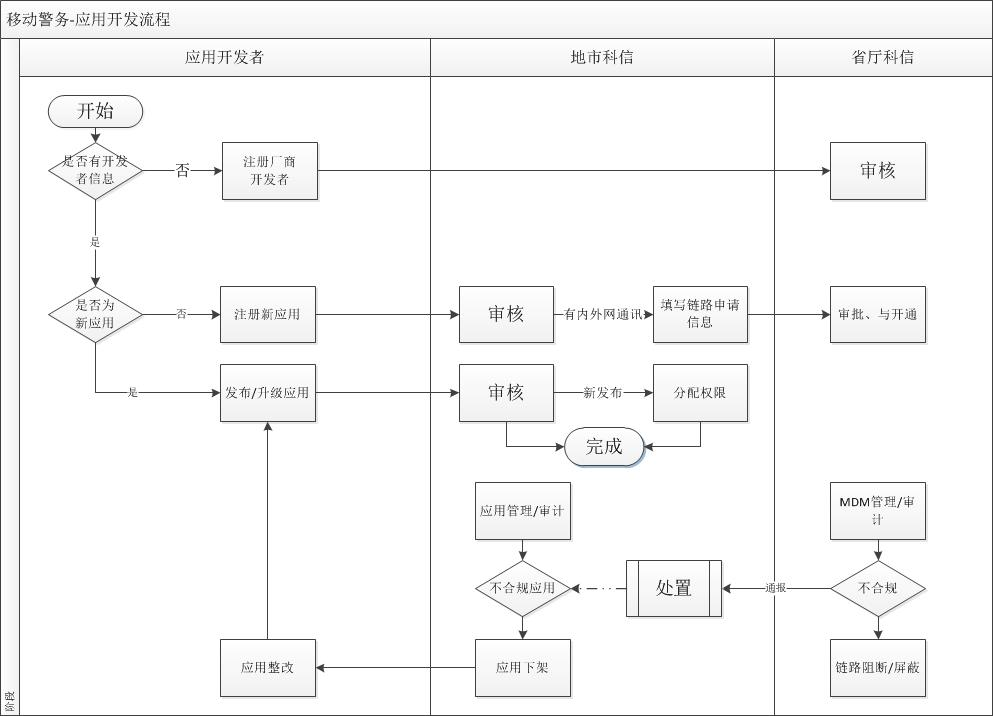 移动警务-应用开发流程
应用开发者
地市科信
省厅科信
开始
是否有开发
者信息
否
注册厂商
开发者
审核
是
是否为
新应用
否
注册新应用
审核
有内外网通讯
填写链路申请
信息
审批、与开通
是
发布/升级应用
审核
新发布
分配权限
完成
应用管理/审计
MDM管理/审
计
不合规应用
处置
通报
不合规
应用整改
应用下架
链路阻断/屏蔽
阶段